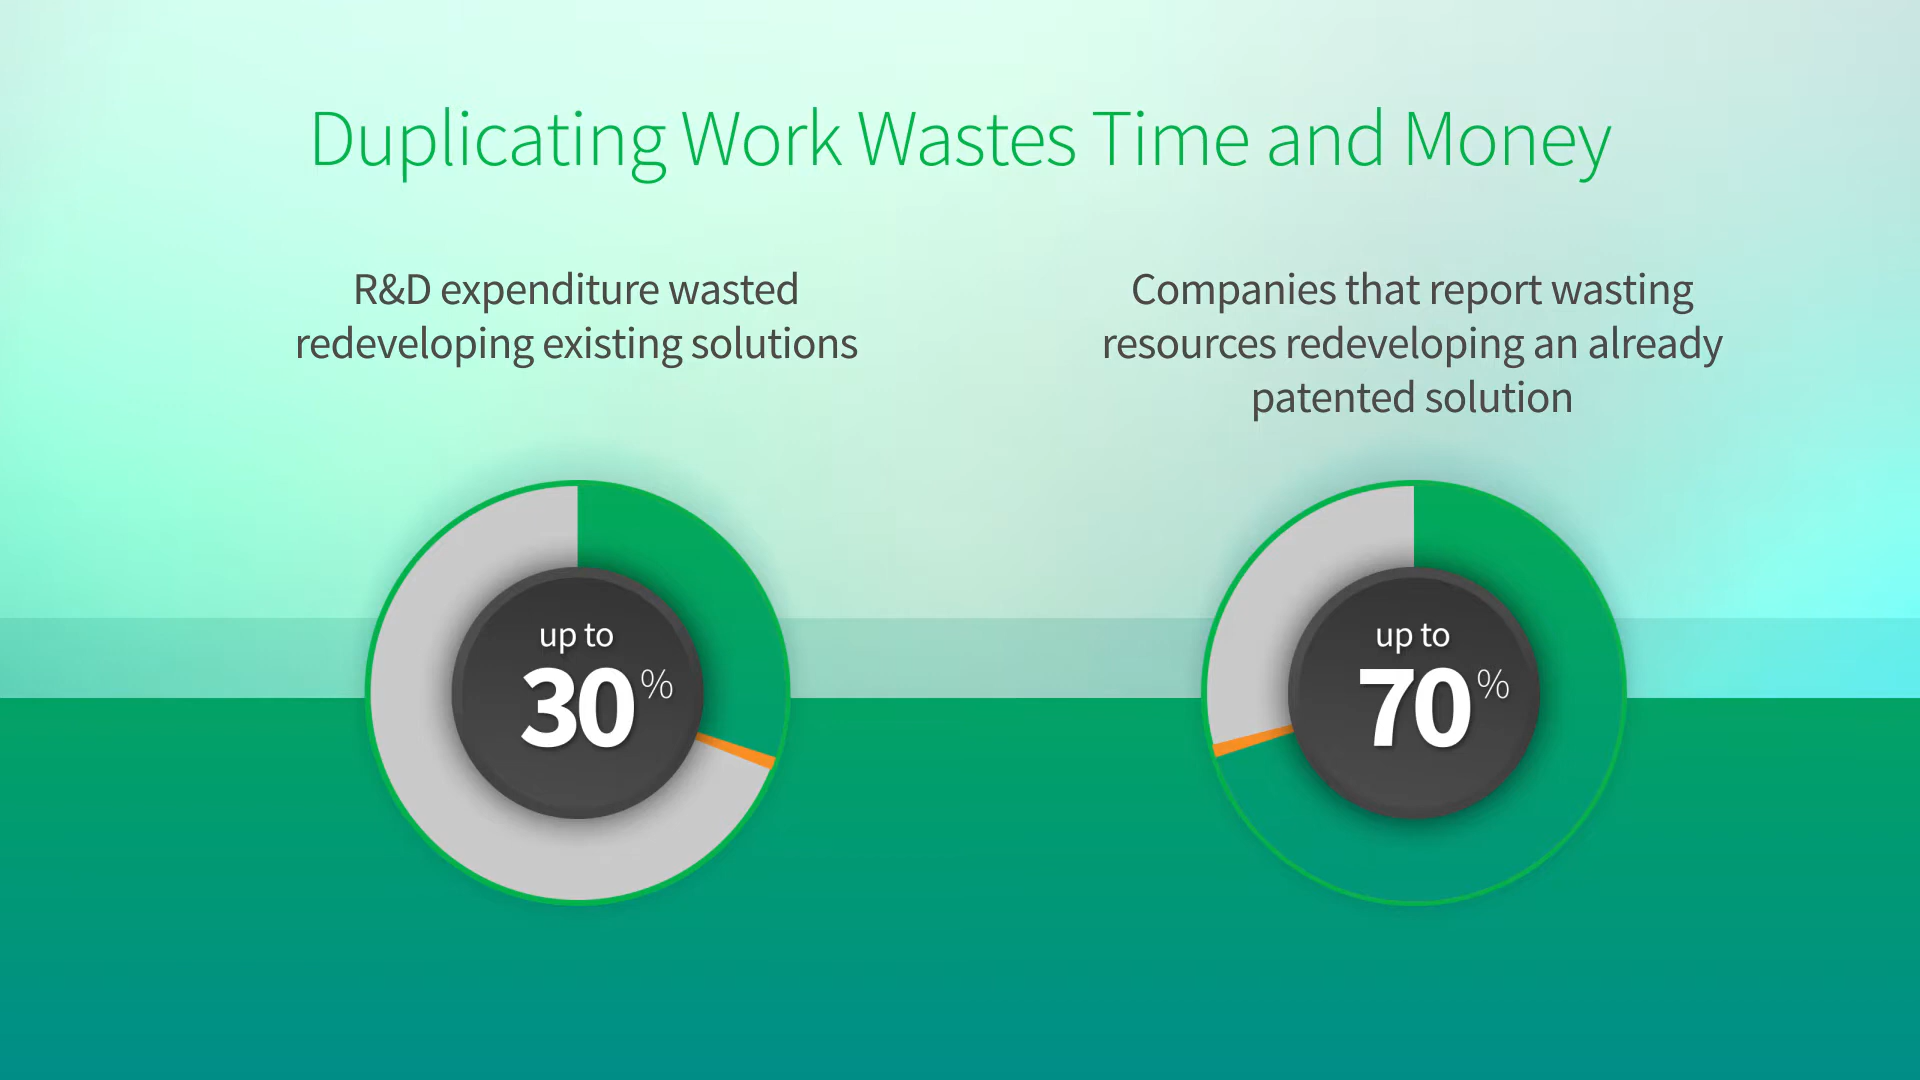 Duplicating Work Wastes Time and Money
R&D expenditure wasted
redeveloping existing solutions
Companies that report wasting
resources redeveloping an already
patented solution
up to
30%
up to
70%